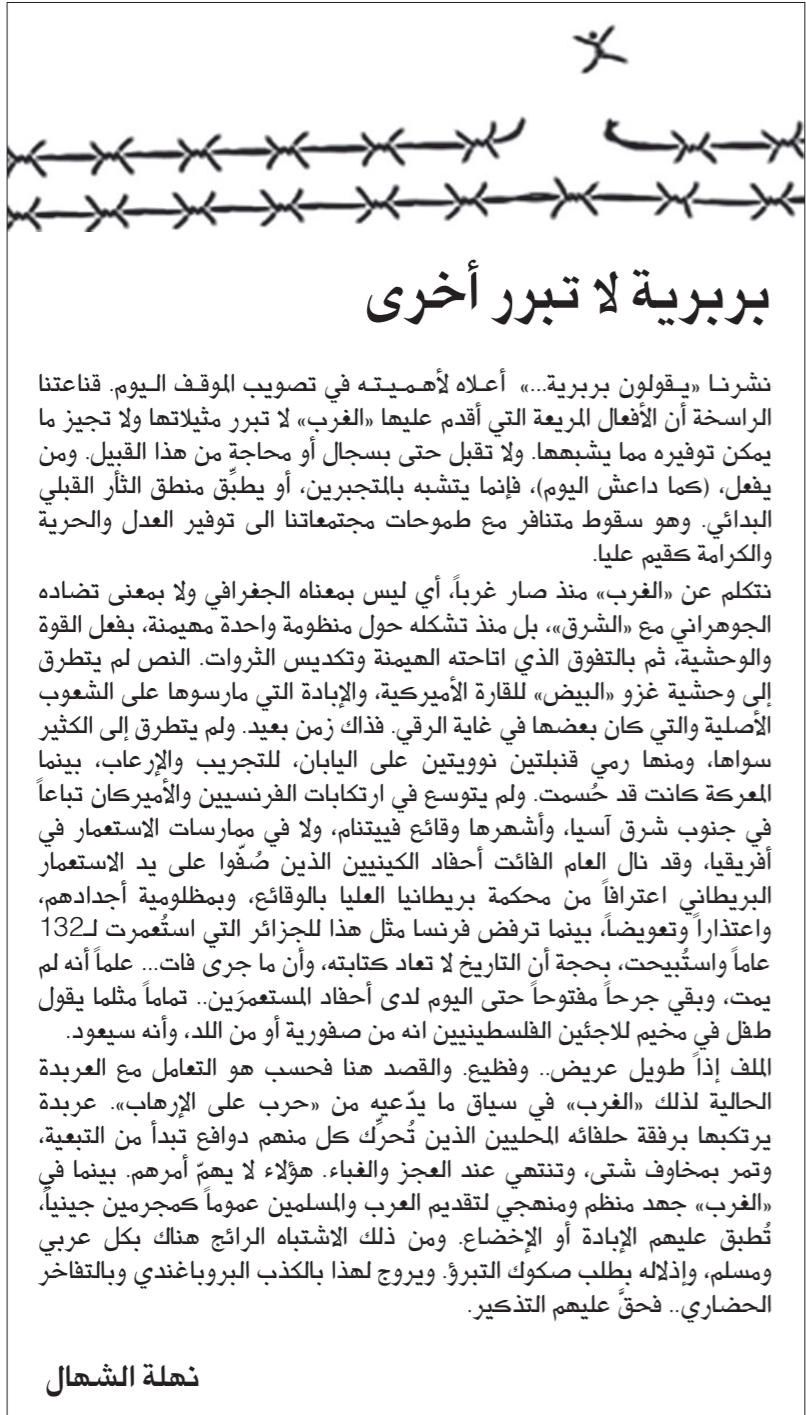 بربرية لا تبرر أخرى
نشرنا «يقولون بربرية...» أعلاه لأهميته في تصويب الموقف اليوم. قناعتنا
الراسخة أن الأفعال المريعة التي أقدم عليها «الغرب» لا تبرر مثيلاتها ولا تجيز ما
يمكن توفيره مما يشبهها. ولا تقبل حتى بسجال أو محاجة من هذا القبيل. ومن
يفعل، (كما داعش اليوم)، فإنما يتشبه بالمتجبرين، أو يطبِّق منطق الثأر القبلي
البدائي. وهو سقوط متنافر مع طموحات مجتمعاتنا الى توفير العدل والحرية
والكرامة كقيم عليا.
نتكلم عن «الغرب» منذ صار غرباً، أي ليس بمعناه الجغرافي ولا بمعنى تضاده
الجوهراني مع «الشرق»، بل منذ تشكله حول منظومة واحدة مهيمنة، بفعل القوة
والوحشية، ثم بالتفوق الذي اتاحته الهيمنة وتكديس الثروات. النص لم يتطرق
إلى وحشية غزو «البيض» للقارة الأميركية، والإبادة التي مارسوها على الشعوب
الأصلية والتي كان بعضها في غاية الرقي. فذاك زمن بعيد. ولم يتطرق إلى الكثير
سواها، ومنها رمي قنبلتين نوويتين على اليابان، للتجريب والإرعاب، بينما
المعركة كانت قد حُسمت. ولم يتوسع في ارتكابات الفرنسيين والأميركان تباعاً
في جنوب شرق آسيا، وأشهرها وقائع فييتنام، ولا في ممارسات الاستعمار في
أفريقيا، وقد نال العام الفائت أحفاد الكينيين الذين صُفّوا على يد الاستعمار
البريطاني اعترافاً من محكمة بريطانيا العليا بالوقائع، وبمظلومية أجدادهم،
واعتذاراً وتعويضاً، بينما ترفض فرنسا مثل هذا للجزائر التي استُعمرت لـ132
عاماً واستُبيحت، بحجة أن التاريخ لا تعاد كتابته، وأن ما جرى فات... علماً أنه لم
يمت، وبقي جرحاً مفتوحاً حتى اليوم لدى أحفاد المستعمَرَين.. تماماً مثلما يقول
طفل في مخيم للاجئين الفلسطينيين انه من صفورية أو من اللد، وأنه سيعود.
الملف إذاً طويل عريض.. وفظيع. والقصد هنا فحسب هو التعامل مع العربدة
الحالية لذلك «الغرب» في سياق ما يدّعيه من «حرب على الإرهاب». عربدة
يرتكبها برفقة حلفائه المحليين الذين تُحرِّك كل منهم دوافع تبدأ من التبعية،
وتمر بمخاوف شتى، وتنتهي عند العجز والغباء. هؤلاء لا يهمّ أمرهم. بينما في
«الغرب» جهد منظم ومنهجي لتقديم العرب والمسلمين عموماً كمجرمين جينياً،
تُطبق عليهم الإبادة أو الإخضاع. ومن ذلك الاشتباه الرائج هناك بكل عربي
ومسلم، وإذلاله بطلب صكوك التبرؤ. ويروج لهذا بالكذب البروباغندي وبالتفاخر
الحضاري.. فحقَّ عليهم التذكير.
نهلة الشهال